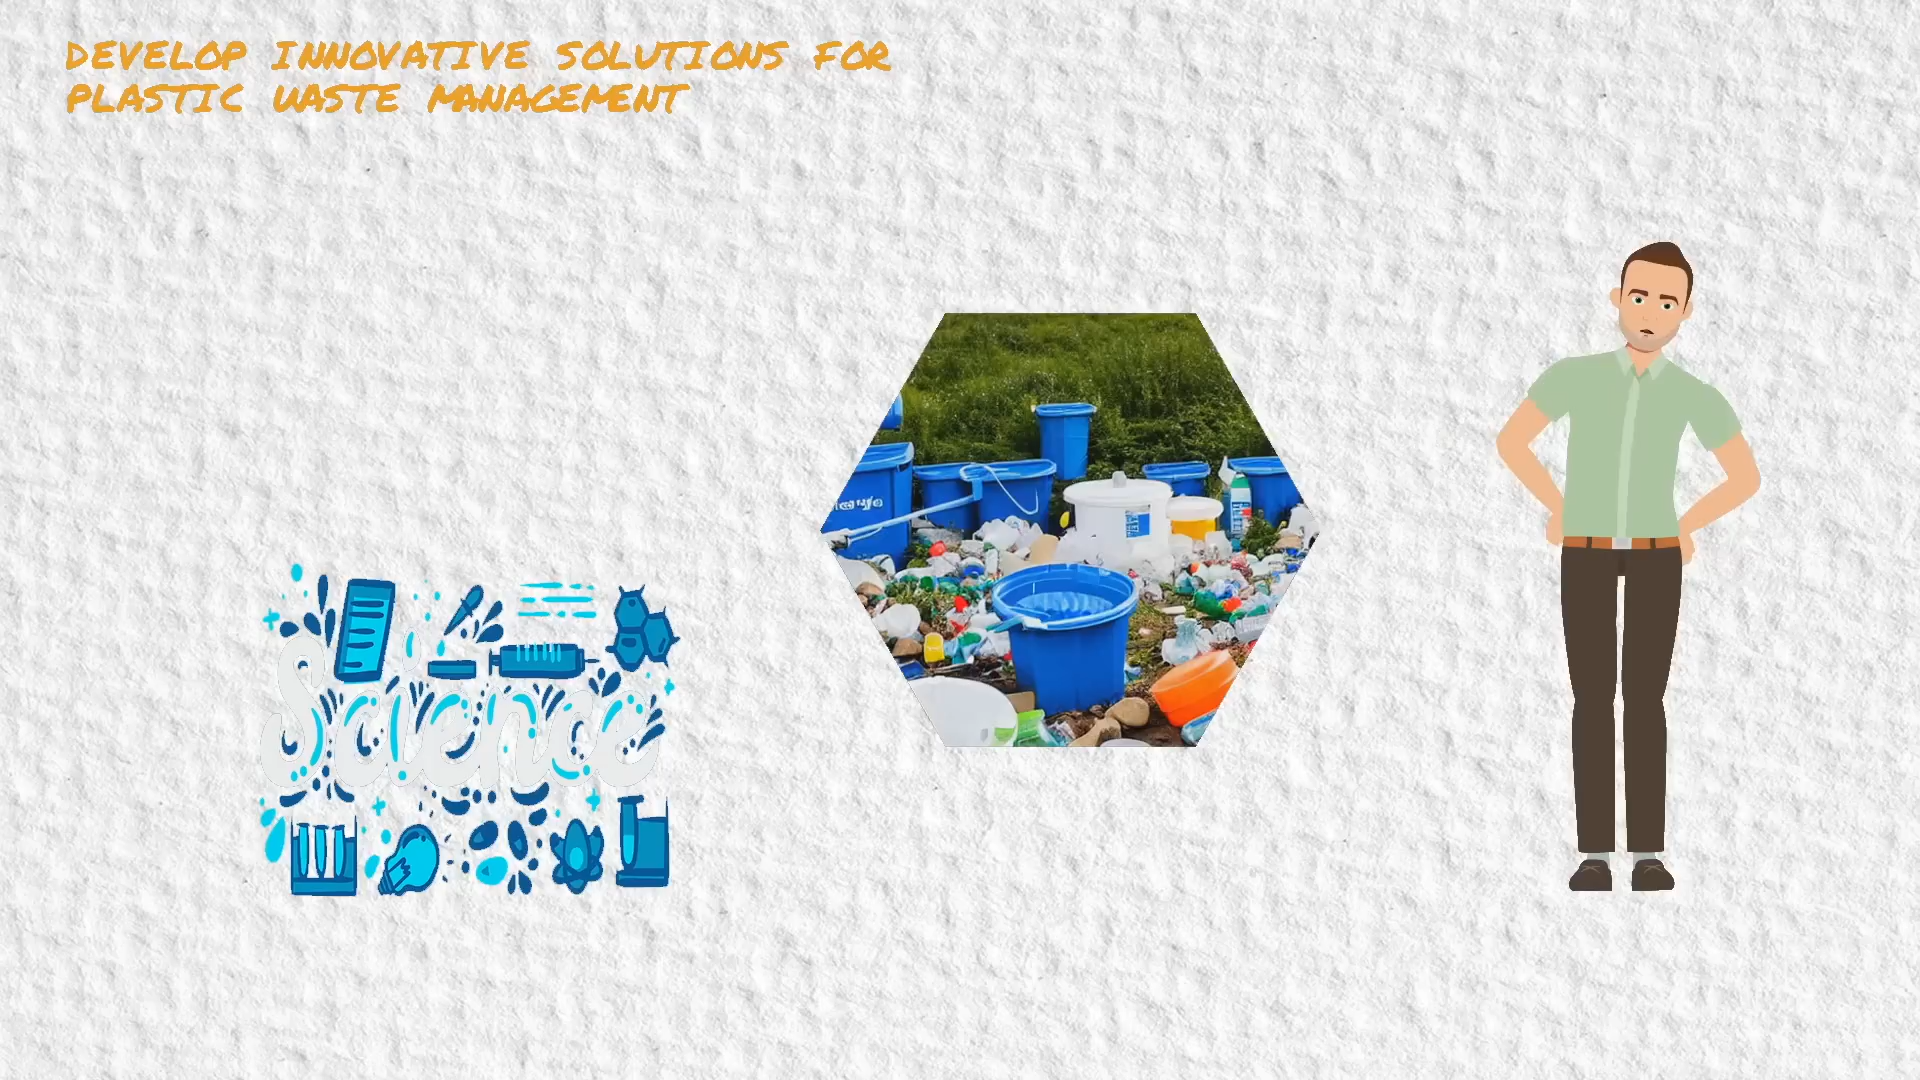 DEVELOP INNOVATIVE SOLUTIONS FOR
PLASTIC WASTE MANAGEMENT
Science